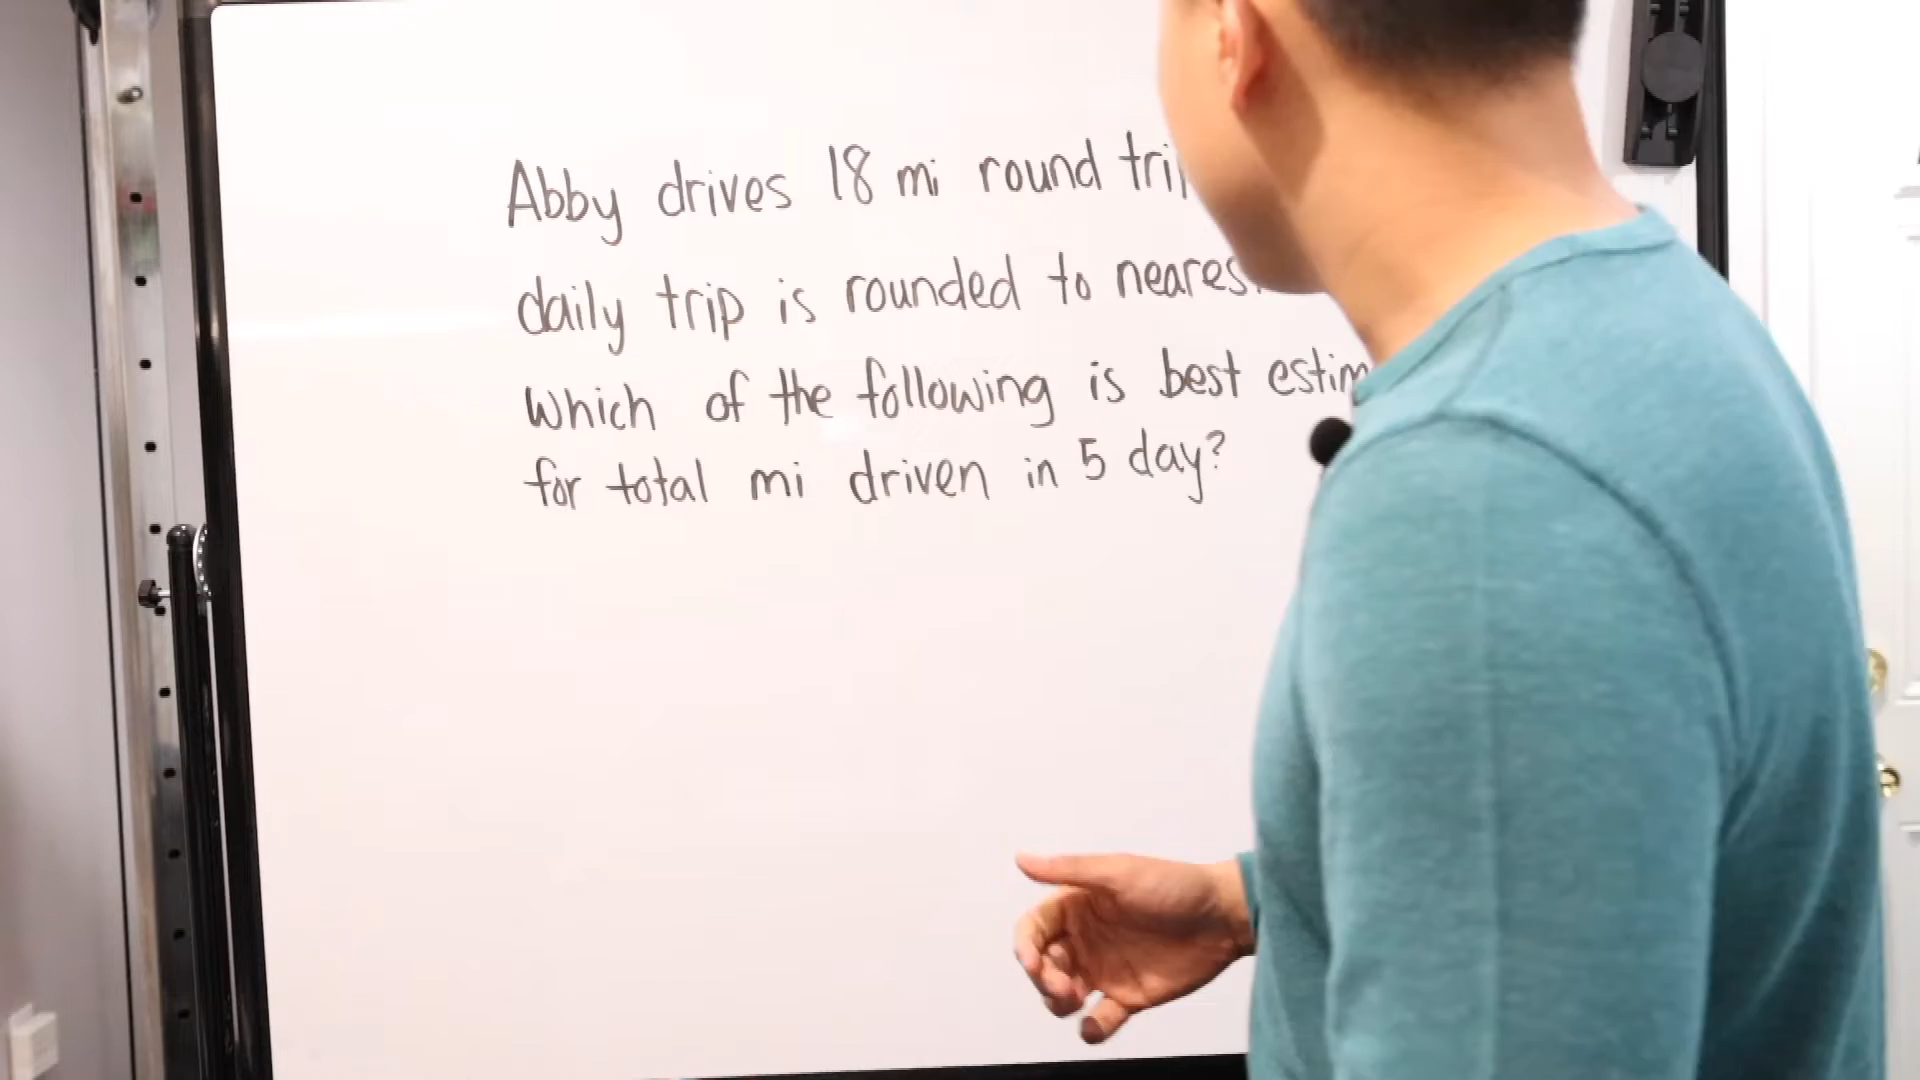 Abby drives 18 mi round
daily trip is rounded to
Which of the following is best
for total mi driven in 5 day?